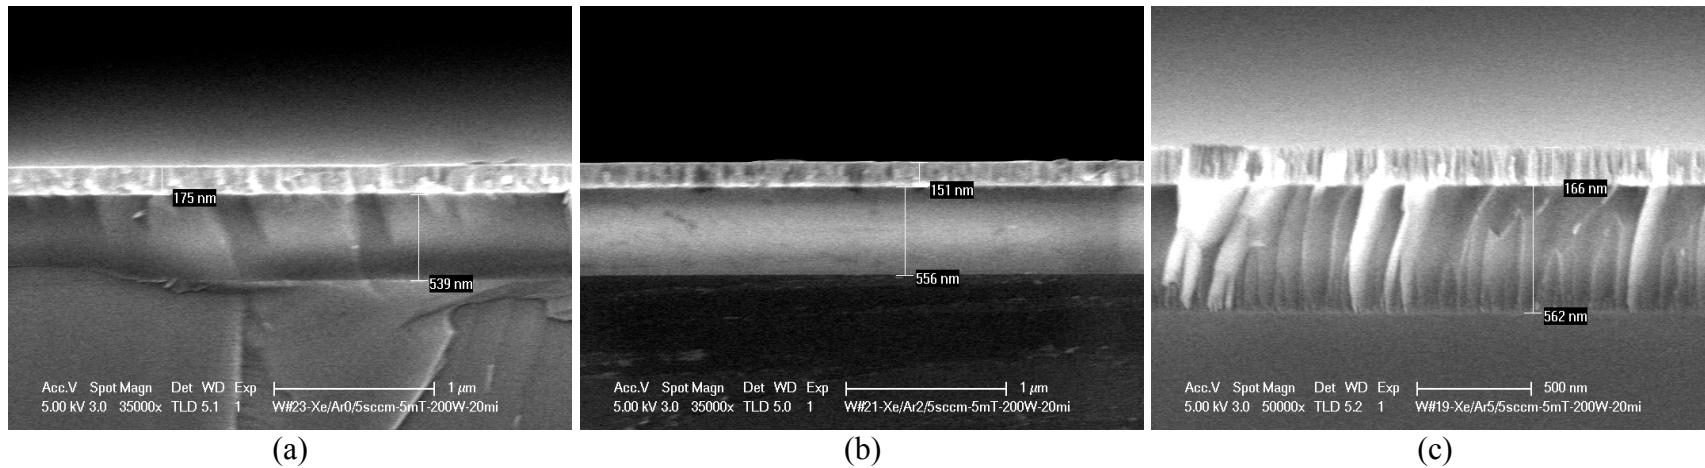 175 nm
539 nm
Acc.V Spot Magn Det WD Exp 1 µm
5.00 kV 3.0 35000x TLD 5.1 1 W#23-Xe/Ar0/5sccm-5mT-200W-20mi
(a)
151 nm
556 nm
Acc.V Spot Magn Det WD Exp 1 µm
5.00 kV 3.0 35000x TLD 5.0 1 W#21-Xe/Ar2/5sccm-5mT-200W-20mi
(b)
166 nm
562 nm
Acc.V Spot Magn Det WD Exp 500 nm
5.00 kV 3.0 50000x TLD 5.2 1 W#19-Xe/Ar5/5sccm-5mT-200W-20mi
(c)